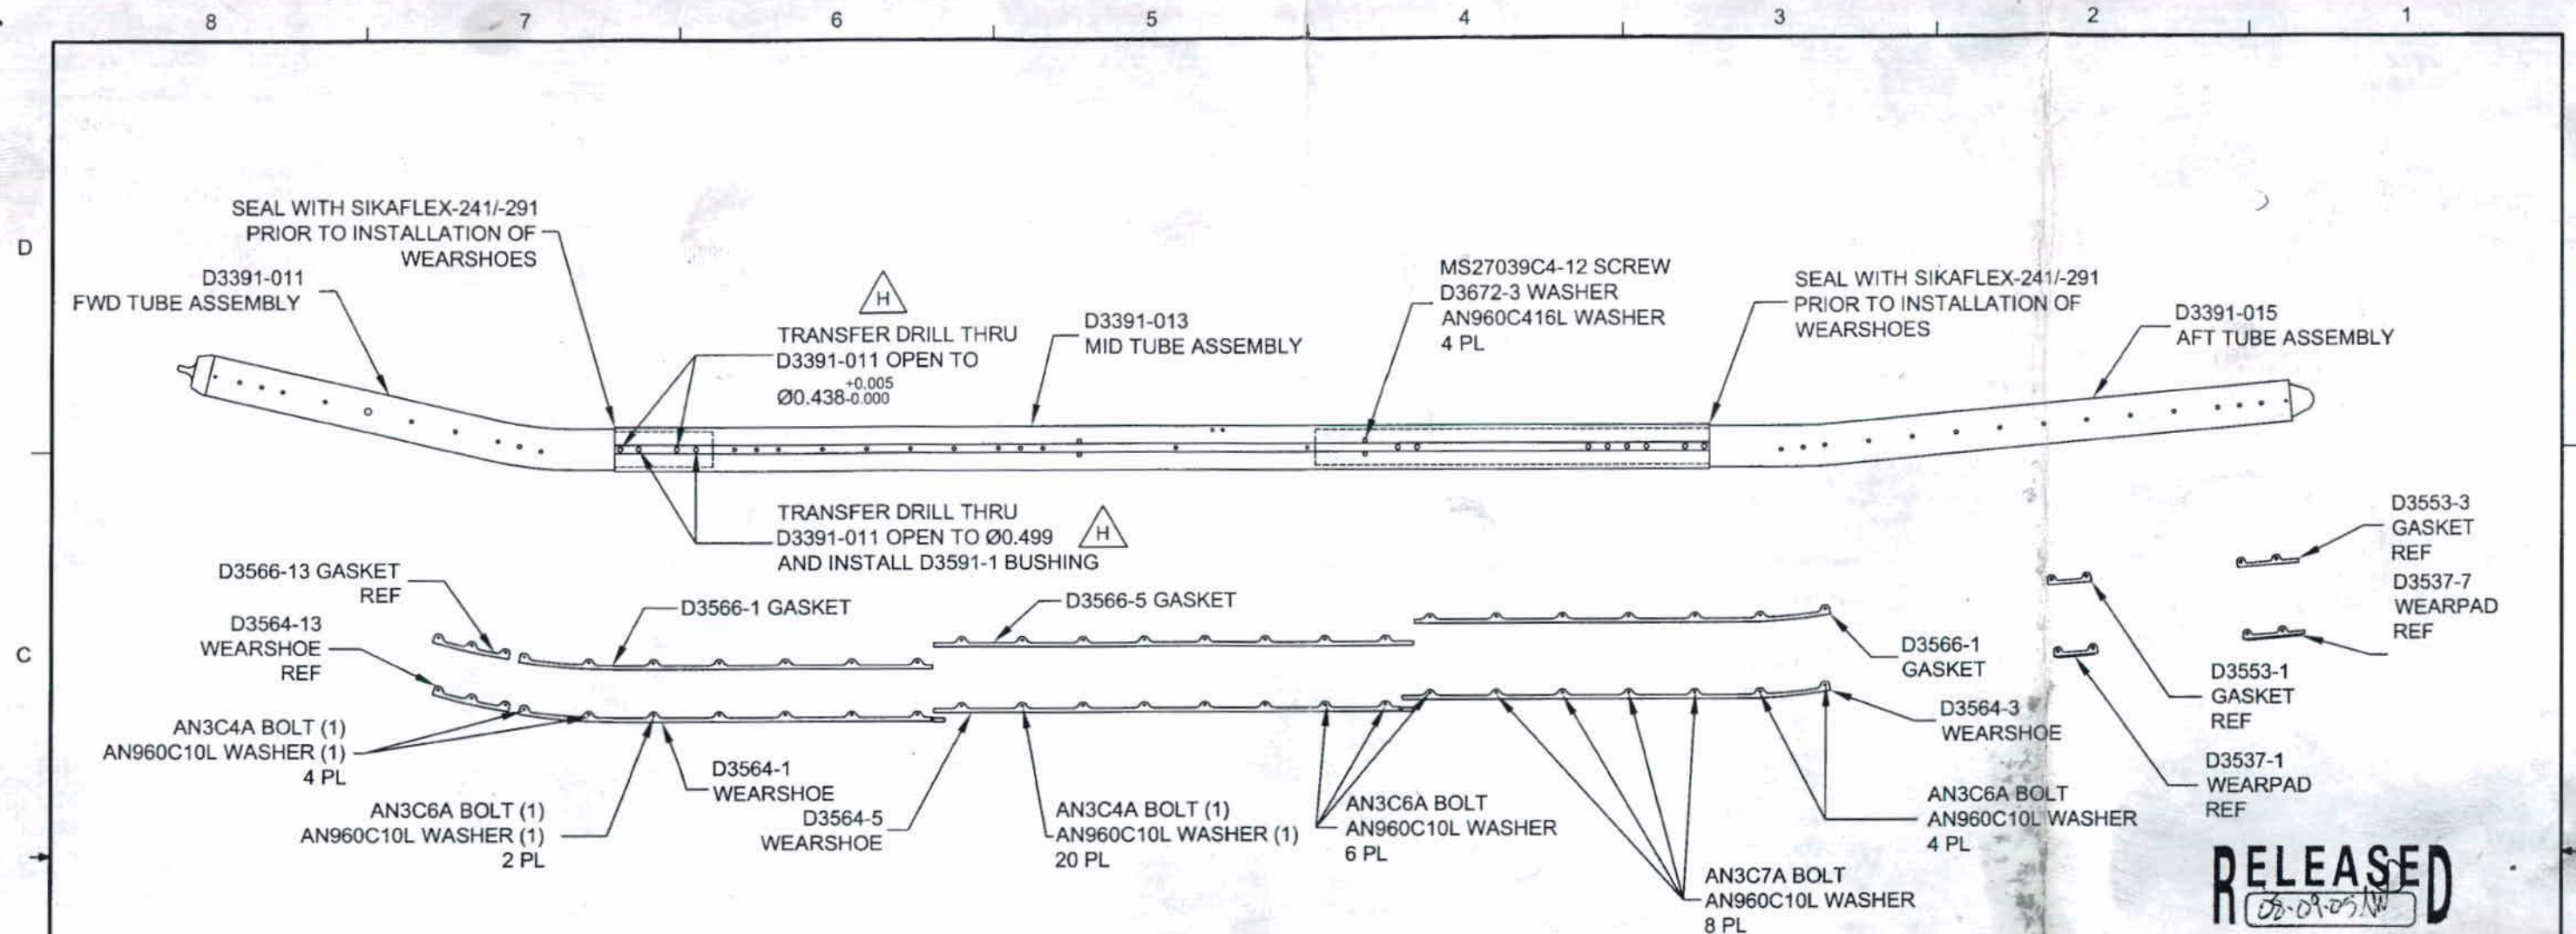 8 7 6 5 4 3 2 1
D
SEAL WITH SIKAFLEX-241/-291
PRIOR TO INSTALLATION OF
WEARSHOES
D3391-011
FWD TUBE ASSEMBLY
H
TRANSFER DRILL THRU
D3391-011 OPEN TO
Ø0.438+0.005
-0.000
D3391-013
MID TUBE ASSEMBLY
MS27039C4-12 SCREW
D3672-3 WASHER
AN960C416L WASHER
4 PL
SEAL WITH SIKAFLEX-241/-291
PRIOR TO INSTALLATION OF
WEARSHOES
D3391-015
AFT TUBE ASSEMBLY
TRANSFER DRILL THRU
D3391-011 OPEN TO Ø0.499
AND INSTALL D3591-1 BUSHING
H
C
D3566-13 GASKET
REF
D3564-13
WEARSHOE
REF
D3566-1 GASKET
D3566-5 GASKET
D3566-1
GASKET
D3553-3
GASKET
REF
D3537-7
WEARPAD
REF
D3553-1
GASKET
REF
D3537-1
WEARPAD
REF
AN3C4A BOLT (1)
AN960C10L WASHER (1)
4 PL
AN3C6A BOLT (1)
AN960C10L WASHER (1)
2 PL
D3564-1
WEARSHOE
D3564-5
WEARSHOE
AN3C4A BOLT (1)
AN960C10L WASHER (1)
20 PL
AN3C6A BOLT
AN960C10L WASHER
6 PL
AN3C7A BOLT
AN960C10L WASHER
8 PL
D3564-3
WEARSHOE
AN3C6A BOLT
AN960C10L WASHER
4 PL
RELEASED
08-09-05